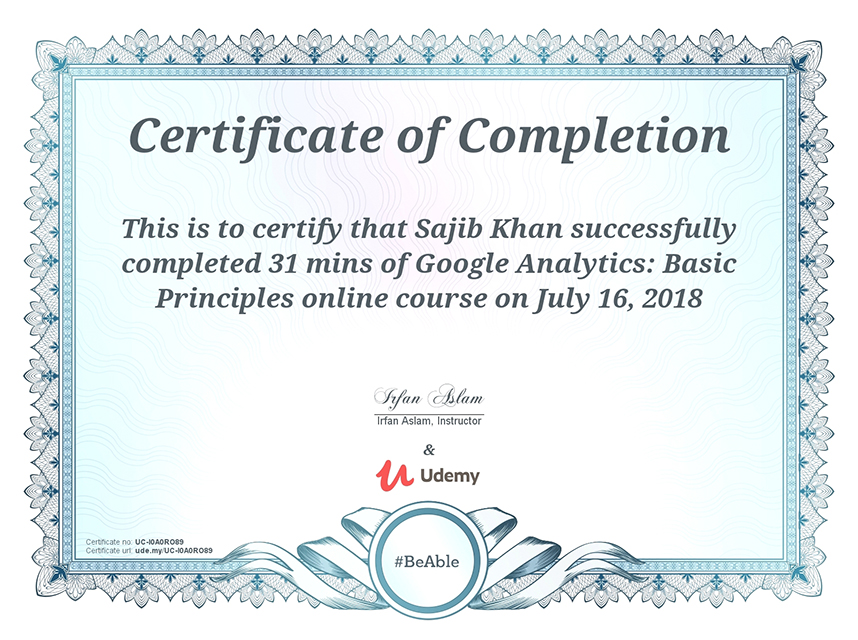 Certificate of Completion
This is to certify that Sajib Khan successfully
completed 31 mins of Google Analytics: Basic
Principles online course on July 16, 2018
Irfan Aslam
Irfan Aslam, Instructor
&
Udemy
Certificate no: UC-I0A0RO89
Certificate url: ude.my/UC-I0A0RO89
#BeAble